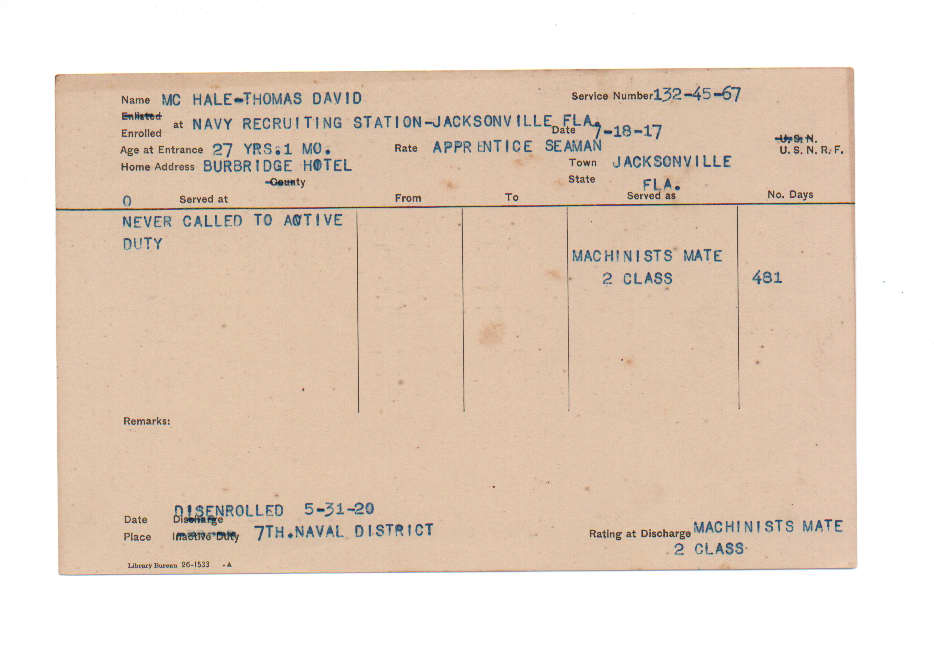 Name MC HALE-THOMAS DAVID Service Number 132-45-67
Enlisted
Enrolled at NAVY RECRUITING STATION-JACKSONVILLE FLA. Date 7-18-17
Age at Entrance 27 YRS.1 MO. Rate APPRENTICE SEAMAN U.S.N.
U.S.N.R.F.
Home Address BURBRIDGE HOTEL Town JACKSONVILLE
County State FLA.
0 Served at From To Served as No. Days
NEVER CALLED TO ACTIVE
DUTY
MACHINISTS MATE
2 CLASS 481
Remarks:
DISENROLLED 5-31-20
Date Discharge
Place Inactive Duty 7TH.NAVAL DISTRICT Rating at Discharge MACHINISTS MATE
2 CLASS
Library Bureau 26-1533 -A